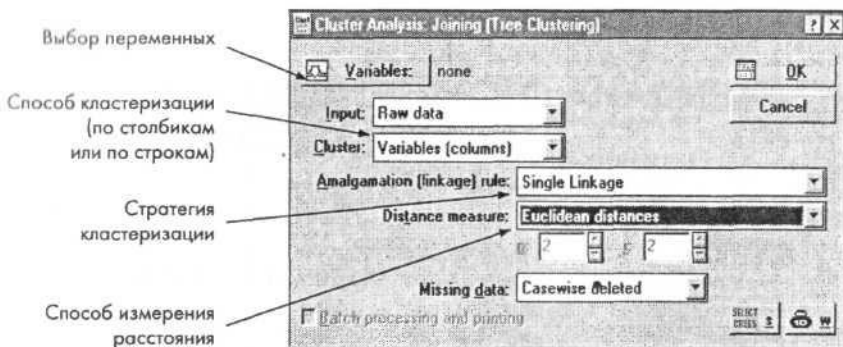 Выбор переменных
Способ кластеризации
(по столбикам
или по строкам)
Стратегия
кластеризации
Способ измерения
расстояния
Cluster Analysis: Joining (Tree Clustering)
Variables: none
OK
Input: Raw data
Cancel
Cluster: Variables (columns)
Amalgamation (linkage) rule: Single Linkage
Distance measure: Euclidean distances
2
2
Missing data: Casewise deleted
Batch processing and printing
SELECT
CASES S
W